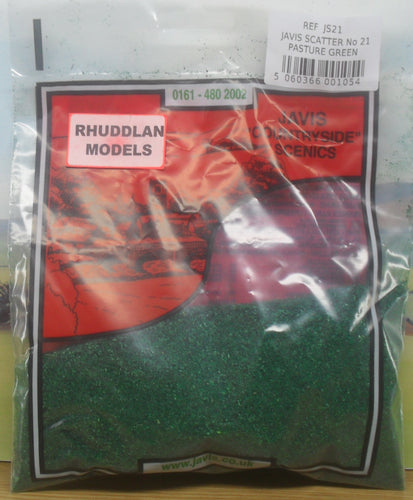 REF JS21
JAVIS SCATTER No 21
PASTURE GREEN
5 060366 001054
0161 - 480 2002
JAVIS
"COUNTRYSIDE"
SCENICS
RHUDDLAN
MODELS
www.javis.co.uk